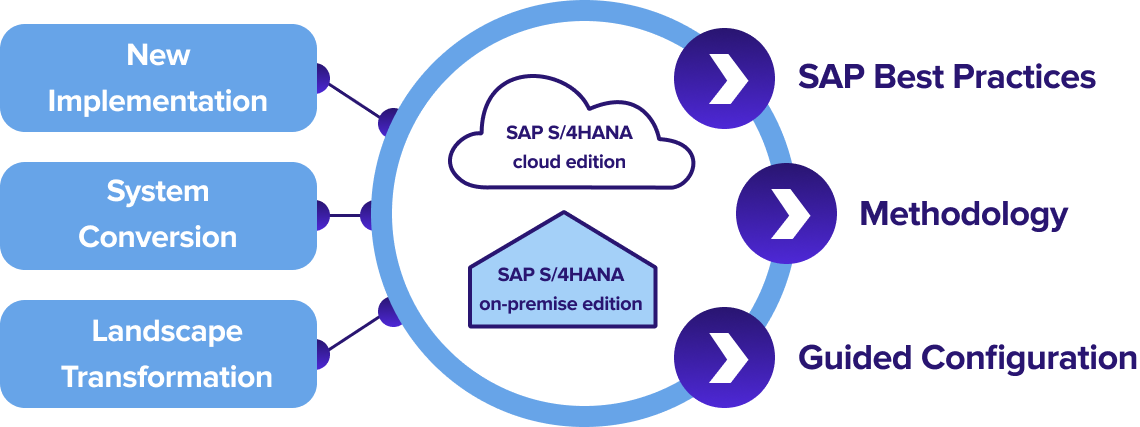 New
Implementation
System
Conversion
Landscape
Transformation
SAP S/4HANA
cloud edition
SAP S/4HANA
on-premise edition
SAP Best Practices
Methodology
Guided Configuration